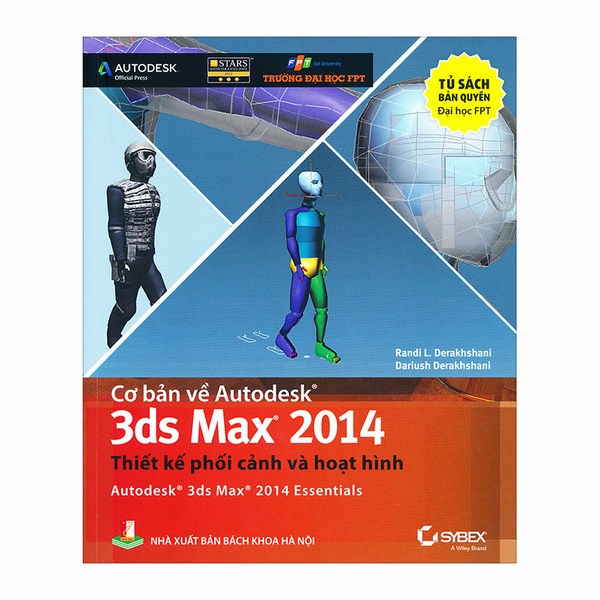 AUTODESK
Official Press
STARS
FPT
Fpt University
TRƯỜNG ĐẠI HỌC FPT
TỦ SÁCH
BẢN QUYỀN
Đại học FPT
Randi L. Derakhshani
Dariush Derakhshani
Cơ bản về Autodesk®
3ds Max® 2014
Thiết kế phối cảnh và hoạt hình
Autodesk® 3ds Max® 2014 Essentials
NHÀ XUẤT BẢN BÁCH KHOA HÀ NỘI
SYBEX®
A Wiley Brand